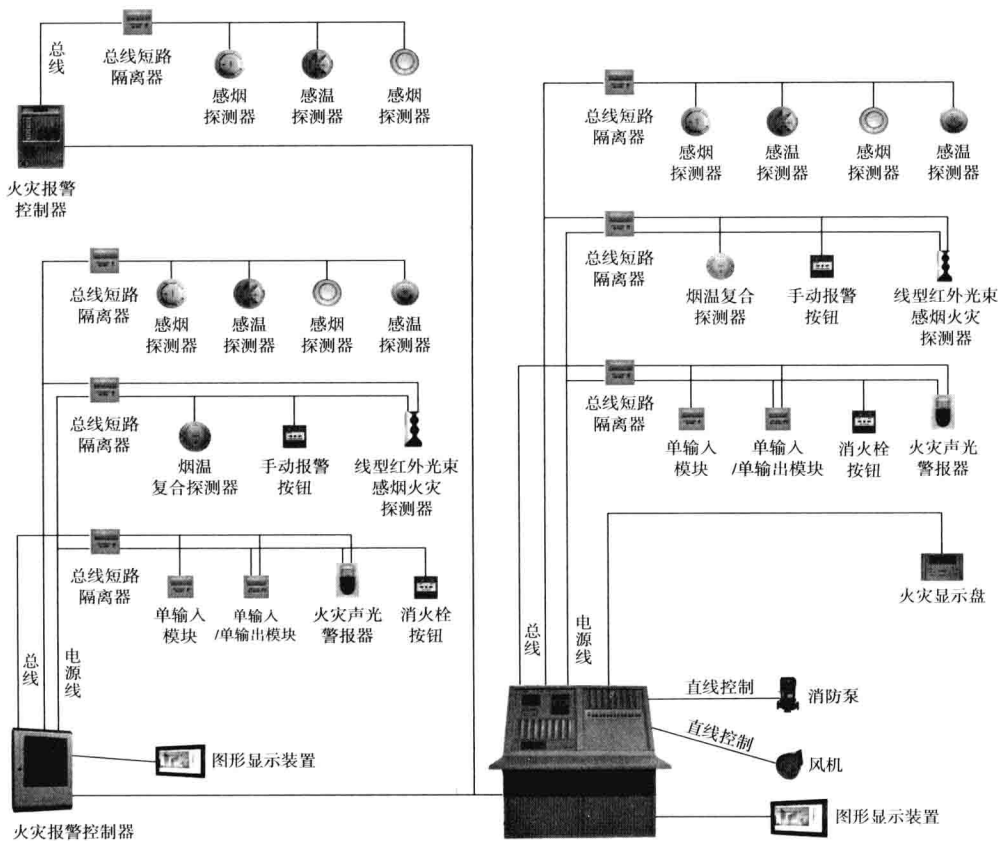 总线
总线短路
隔离器
感烟
探测器
感温
探测器
感烟
探测器
火灾报警
控制器
总线短路
隔离器
感烟
探测器
感温
探测器
感烟
探测器
感温
探测器
总线短路
隔离器
烟温
复合探测器
手动报警
按钮
线型红外光束
感烟火灾
探测器
总线短路
隔离器
单输入
模块
单输入
/单输出模块
火灾声光
警报器
消火栓
按钮
总线
电源线
图形显示装置
火灾报警控制器
总线短路
隔离器
感烟
探测器
感温
探测器
感烟
探测器
感温
探测器
总线短路
隔离器
烟温复合
探测器
手动报警
按钮
线型红外光束
感烟火灾
探测器
总线短路
隔离器
单输入
模块
单输入
/单输出模块
消火栓
按钮
火灾声光
警报器
火灾显示盘
总线
电源线
直线控制
消防泵
直线控制
风机
图形显示装置